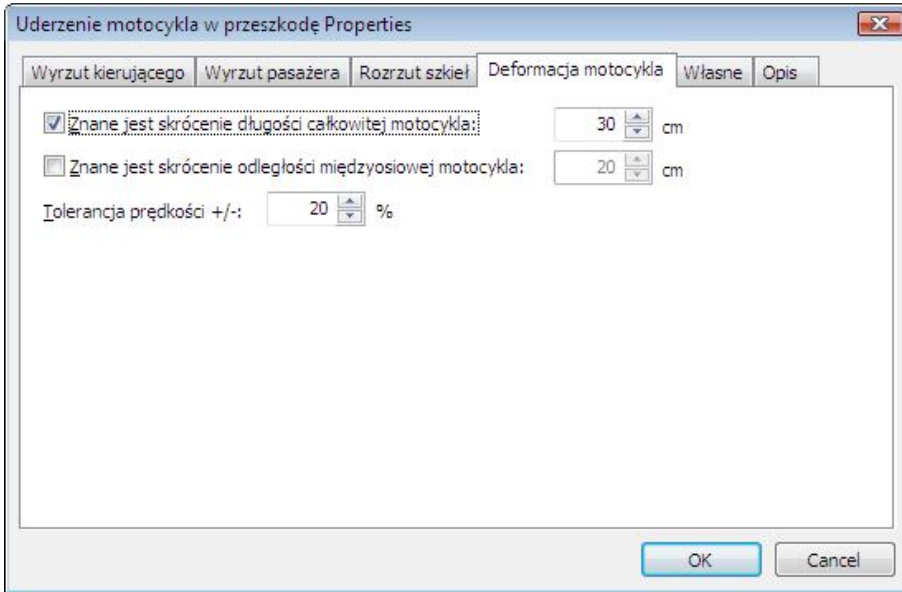 Uderzenie motocykla w przeszkodę Properties
Wyrzut kierującego Wyrzut pasażera Rozrzut szkieł Deformacja motocykla Własne Opis
Znane jest skrócenie długości całkowitej motocykla: 30 cm
Znane jest skrócenie odległości międzyosiowej motocykla: 20 cm
Tolerancja prędkości +/-: 20 %
OK Cancel